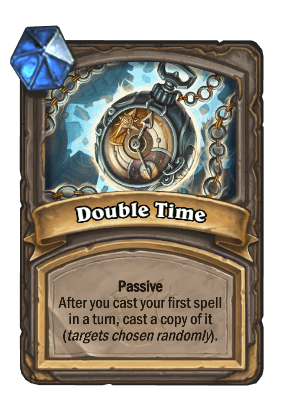 Double Time
Passive
After you cast your first spell
in a turn, cast a copy of it
(targets chosen randomly).